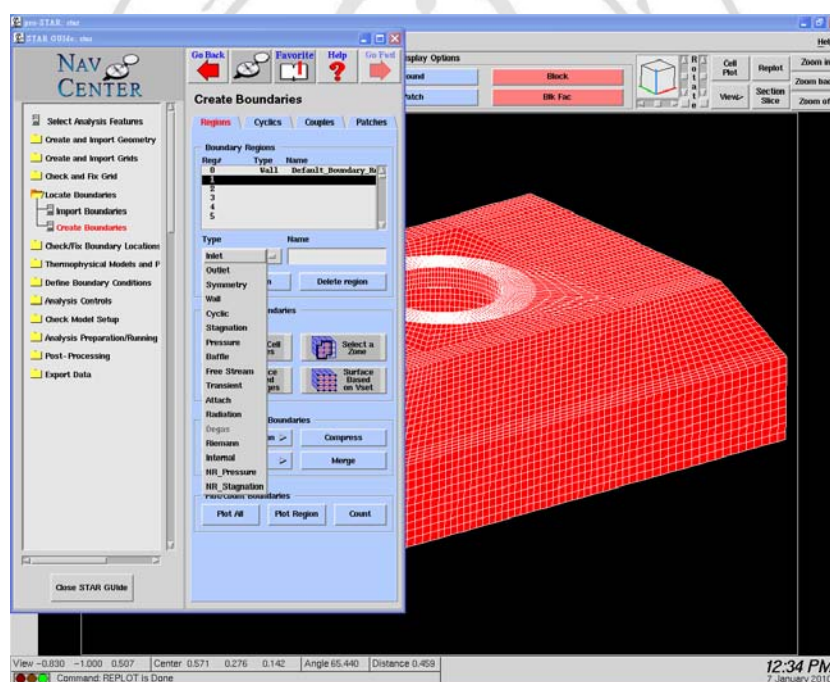 pro-STAR: star
STAR GUIde: star
NAV CENTER
Select Analysis Features
Create and Import Geometry
Create and Import Grids
Check and Fix Grid
Locate Boundaries
Import Boundaries
Create Boundaries
Check/Fix Boundary Locations
Thermophysical Models and P
Define Boundary Conditions
Analysis Controls
Check Model Setup
Analysis Preparation/Running
Post-Processing
Export Data
Close STAR GUIde
Go Back
Favorite
Help
Go Fwd
Create Boundaries
Regions Cyclics Couples Patches
Boundary Regions
Reg# Type Name
0 Wall Default_Boundary_Re
1
2
3
4
5
Type Name
Inlet
Outlet
Symmetry
Wall
Cyclic
Stagnation
Pressure
Baffle
Free Stream
Transient
Attach
Radiation
Degas
Riemann
Internal
NR_Pressure
NR_Stagnation
Delete region
Select a Zone
Surface Based on Vset
Boundaries
Compress
Merge
Plot/Count Boundaries
Plot All Plot Region Count
isplay Options
ound Block
atch Blk Fac
Rotate
Cell Plot
Replot
Zoom in
Zoom bac
View
Section Slice
Zoom of
Hel
View -0.830 -1.000 0.507 Center 0.571 0.276 0.142 Angle 65.440 Distance 0.459
Command: REPLOT is Done
12:34 PM
7 January 2010